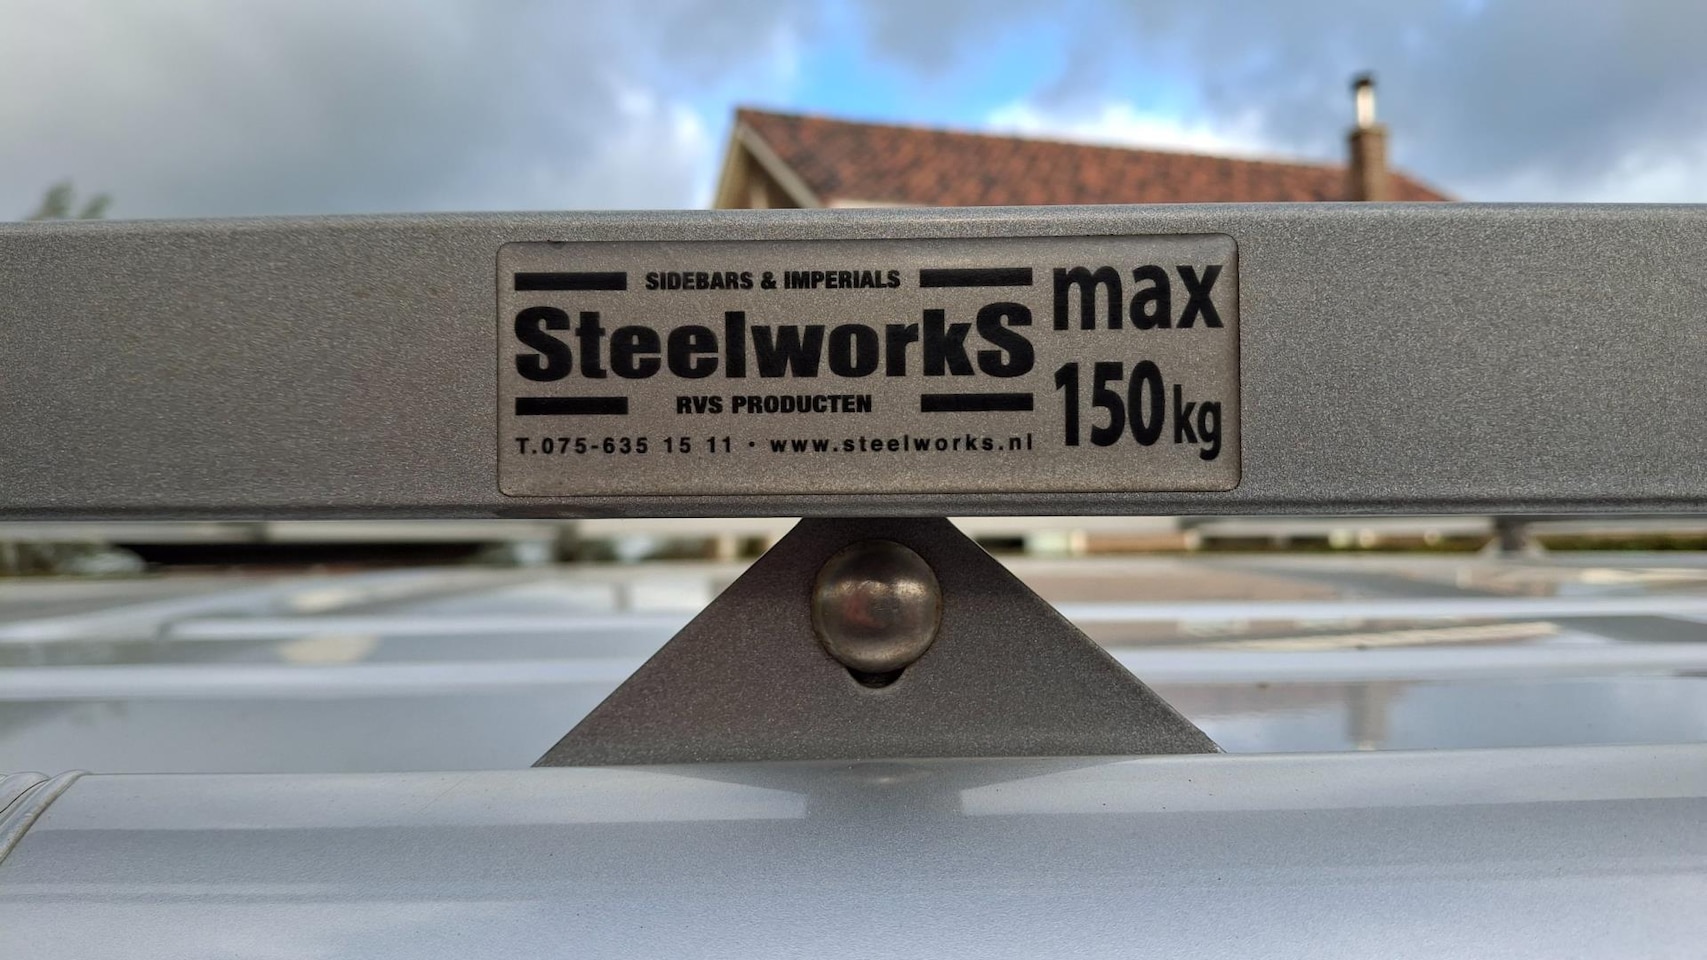 SIDEBARS & IMPERIALS
SteelworkS
RVS PRODUCTEN
T.075-635 15 11 • www.steelworks.nl
max
150kg